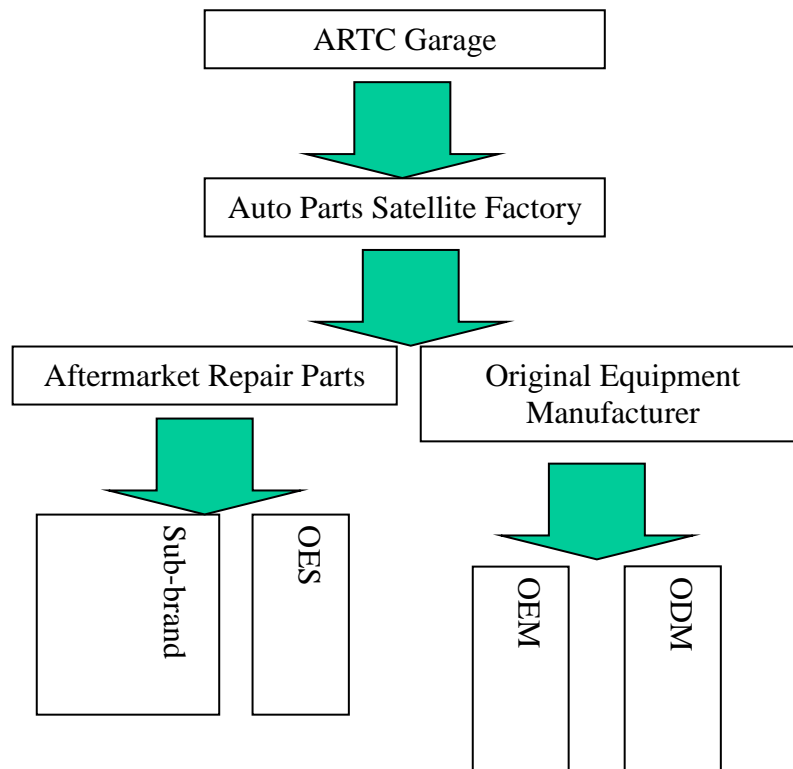 ARTC Garage
Auto Parts Satellite Factory
Aftermarket Repair Parts
Original Equipment
Manufacturer
Sub-brand
OES
OEM
ODM